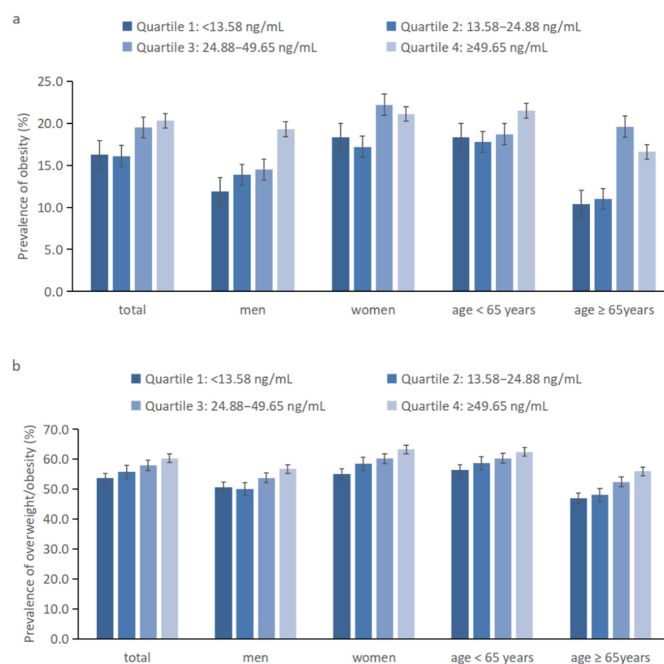 a
Quartile 1: <13.58 ng/mL
Quartile 2: 13.58−24.88 ng/mL
Quartile 3: 24.88−49.65 ng/mL
Quartile 4: ≥49.65 ng/mL
Prevalence of obesity (%)
25.0
20.0
15.0
10.0
5.0
0.0
total men women age < 65 years age ≥ 65years
b
Quartile 1: <13.58 ng/mL
Quartile 2: 13.58−24.88 ng/mL
Quartile 3: 24.88−49.65 ng/mL
Quartile 4: ≥49.65 ng/mL
Prevalence of overweight/obesity (%)
70.0
60.0
50.0
40.0
30.0
20.0
10.0
0.0
total men women age < 65 years age ≥ 65years